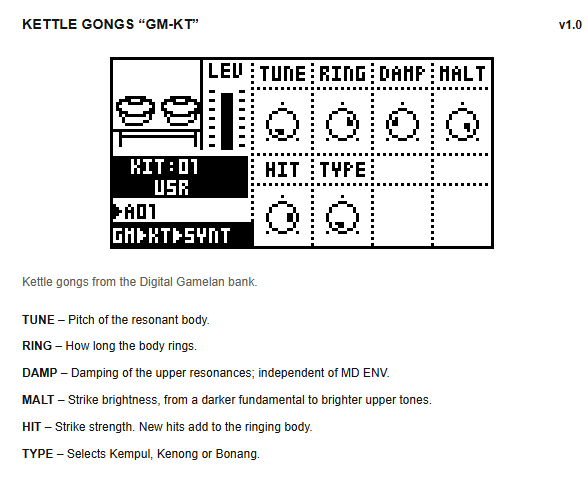 KETTLE GONGS “GM-KT”
v1.0
LEV TUNE RING DAMP MALT
KIT:01
USR
HIT TYPE
A01
GM▶KT▶SYNT
Kettle gongs from the Digital Gamelan bank.
TUNE – Pitch of the resonant body.
RING – How long the body rings.
DAMP – Damping of the upper resonances; independent of MD ENV.
MALT – Strike brightness, from a darker fundamental to brighter upper tones.
HIT – Strike strength. New hits add to the ringing body.
TYPE – Selects Kempul, Kenong or Bonang.